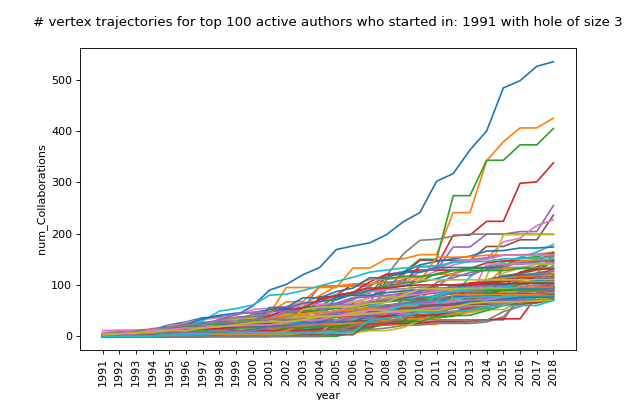 # vertex trajectories for top 100 active authors who started in: 1991 with hole of size 3
num_Collaborations
500
400
300
200
100
0
1991 1992 1993 1994 1995 1996 1997 1998 1999 2000 2001 2002 2003 2004 2005 2006 2007 2008 2009 2010 2011 2012 2013 2014 2015 2016 2017 2018
year